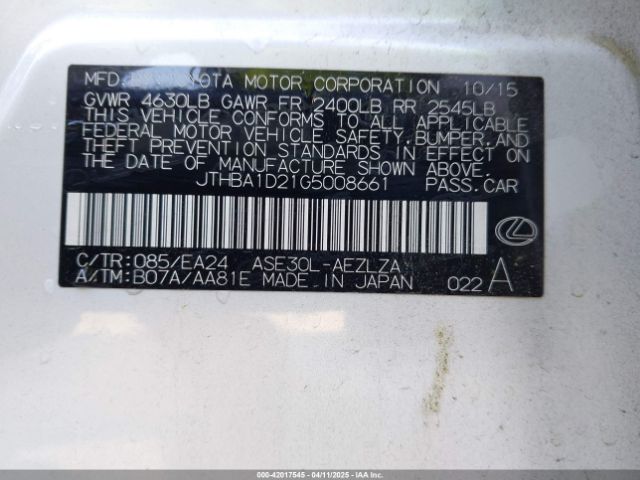 MFD. TOYOTA MOTOR CORPORATION 10/15
GVWR 4630LB GAWR FR 2400LB RR 2545LB
THIS VEHICLE CONFORMS TO ALL APPLICABLE
FEDERAL MOTOR VEHICLE SAFETY, BUMPER, AND
THEFT PREVENTION STANDARDS IN EFFECT ON
THE DATE OF MANUFACTURE SHOWN ABOVE.
JTHBA1D21G5008661 PASS.CAR
C/TR: 085/EA24 ASE30L-AEZLZA
A/TM: B07A/AA81E MADE IN JAPAN 022 A
000-42017545 - 04/11/2025 - IAAI.CA